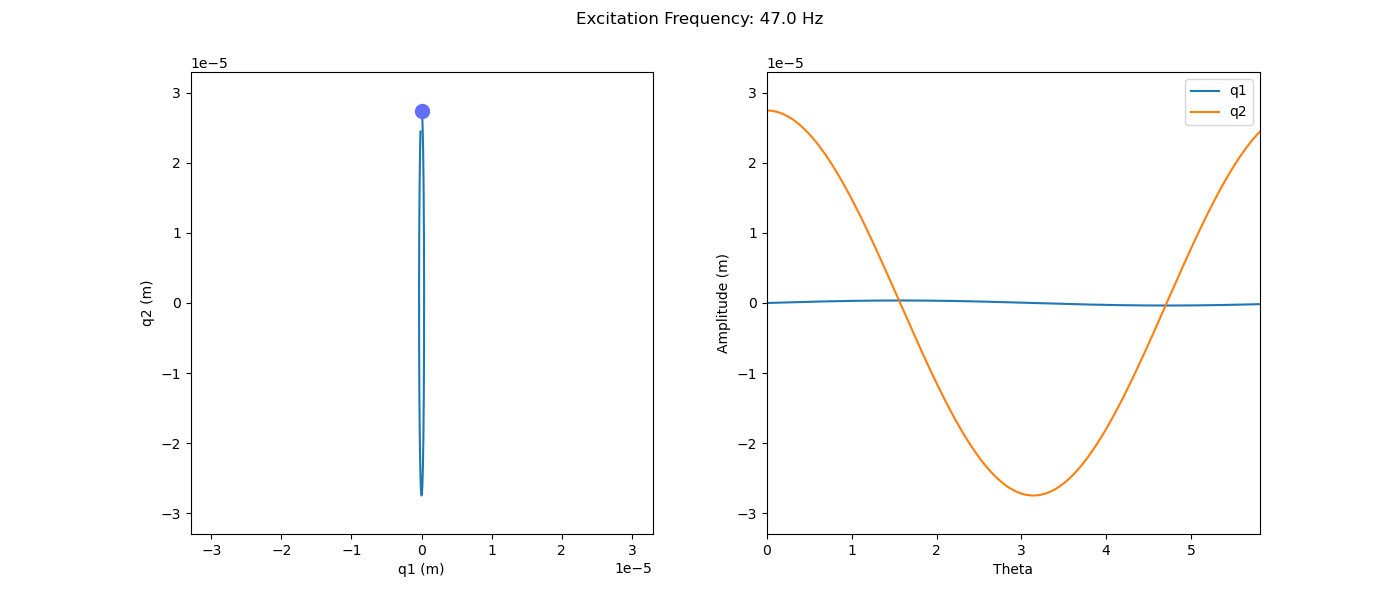 Excitation Frequency: 47.0 Hz
1e−5
3
2
1
0
−1
−2
−3
q2 (m)
−3 −2 −1 0 1 2 3
q1 (m)
1e−5
1e−5
q1
q2
3
2
1
0
−1
−2
−3
Amplitude (m)
0 1 2 3 4 5
Theta